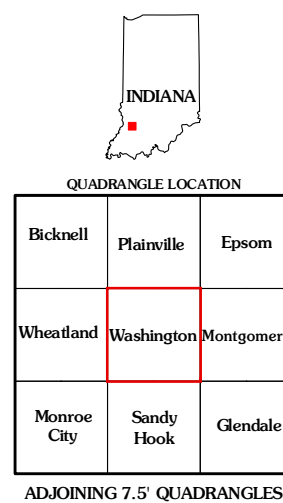 INDIANA
QUADRANGLE LOCATION
Bicknell
Plainville
Epsom
Wheatland
Washington
Montgomer
Monroe
City
Sandy
Hook
Glendale
ADJOINING 7.5' QUADRANGLES